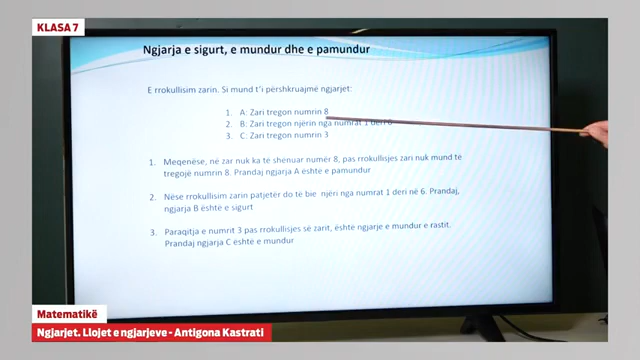 KLASA 7
Ngjarja e sigurt, e mundur dhe e pamundur
E rrokullisim zarin. Si mund t'i përshkruajmë ngjarjet:
1. A: Zari tregon numrin 8
2. B: Zari tregon njërin nga numrat 1 deri 6
3. C: Zari tregon numrin 3
1. Meqenëse, në zar nuk ka të shënuar numër 8, pas rrokullisjes zari nuk mund të
tregojë numrin 8. Prandaj ngjarja A është e pamundur
2. Nëse rrokullisim zarin patjetër do të bie njëri nga numrat 1 deri në 6. Prandaj,
ngjarja B është e sigurt
3. Paraqitja e numrit 3 pas rrokullisjes së zarit, është ngjarje e mundur e rastit.
Prandaj ngjarja C është e mundur
Matematikë
Ngjarjet. Llojet e ngjarjeve - Antigona Kastrati